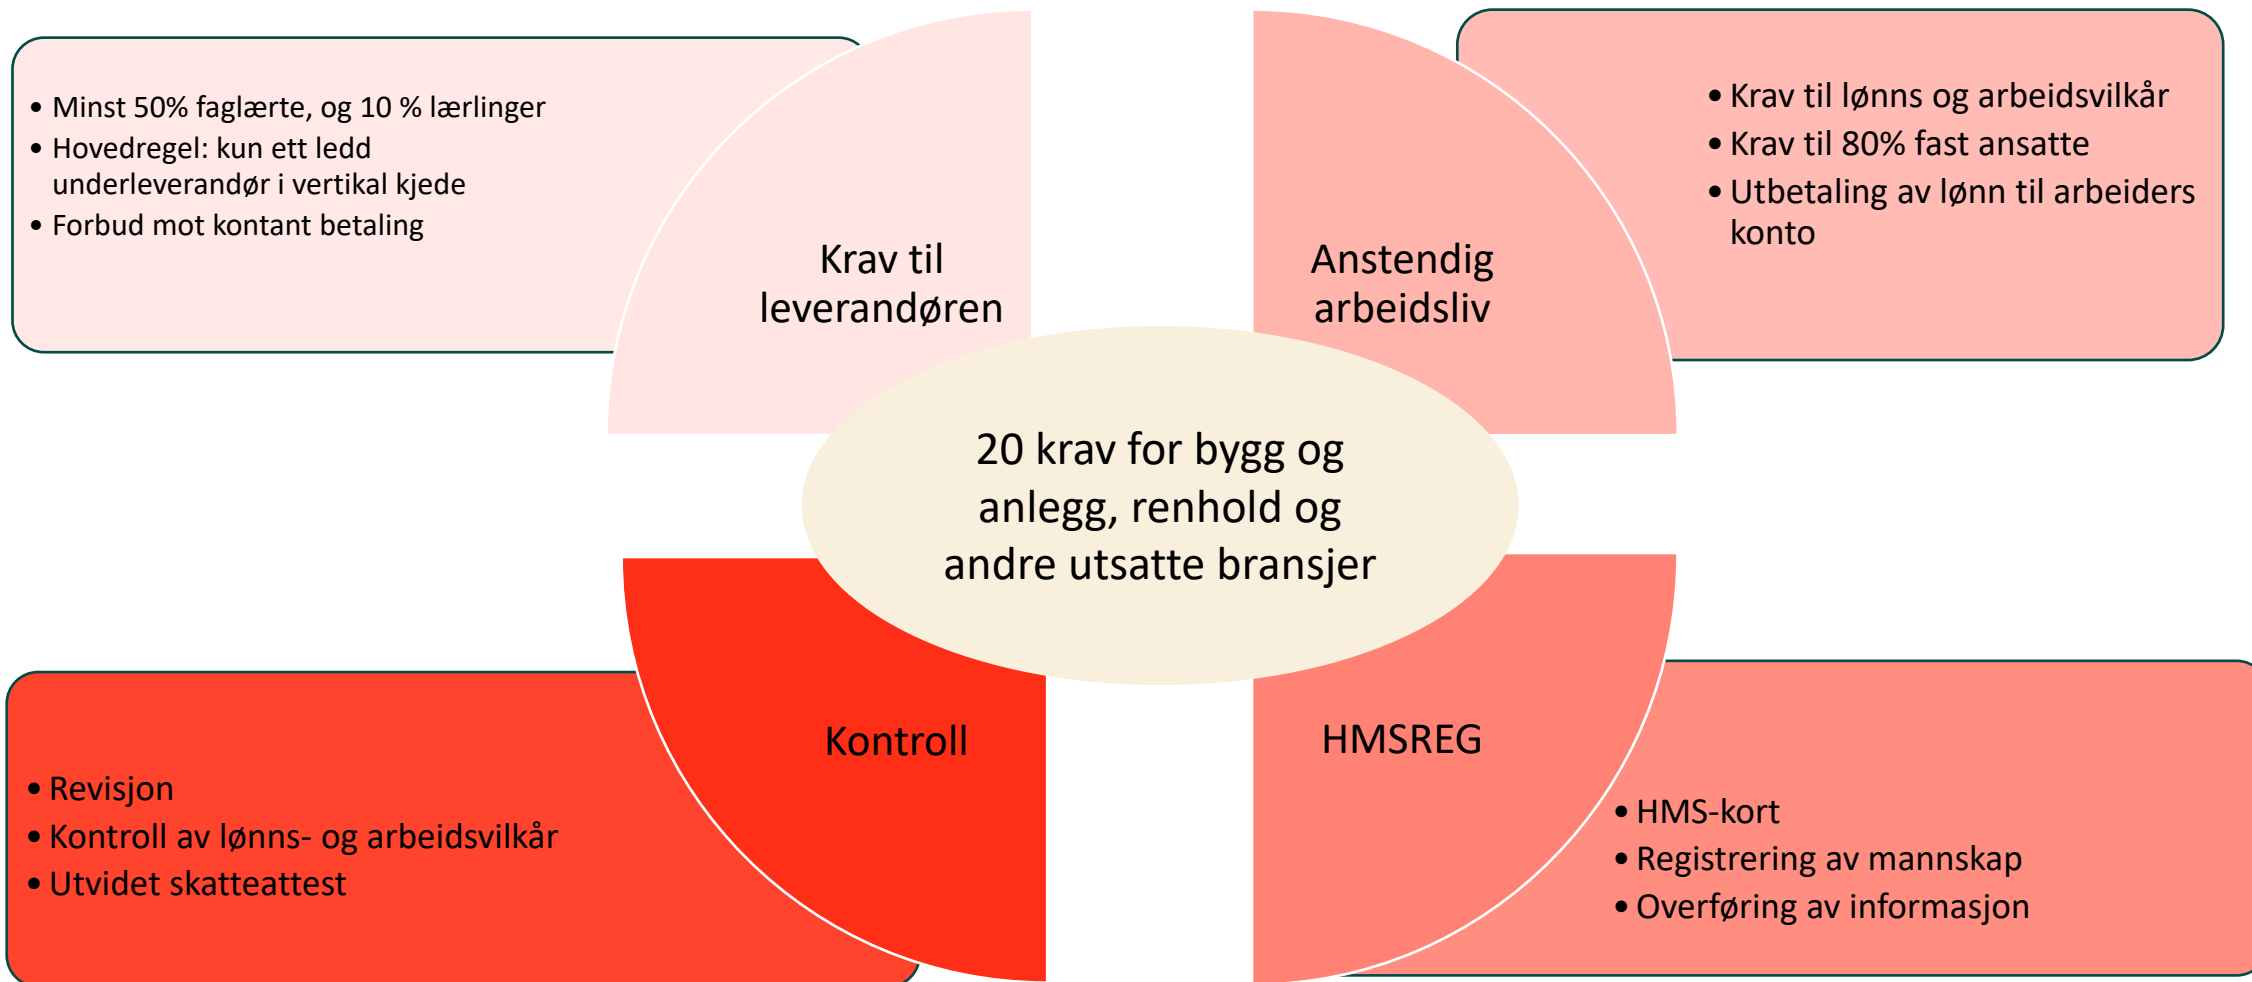 • Minst 50% faglærte, og 10 % lærlinger
• Hovedregel: kun ett ledd
underleverandør i vertikal kjede
• Forbud mot kontant betaling
Krav til
leverandøren
Anstendig
arbeidsliv
• Krav til lønns og arbeidsvilkår
• Krav til 80% fast ansatte
• Utbetaling av lønn til arbeiders
konto
20 krav for bygg og
anlegg, renhold og
andre utsatte bransjer
• Revisjon
• Kontroll av lønns- og arbeidsvilkår
• Utvidet skatteattest
Kontroll
HMSREG
• HMS-kort
• Registrering av mannskap
• Overføring av informasjon